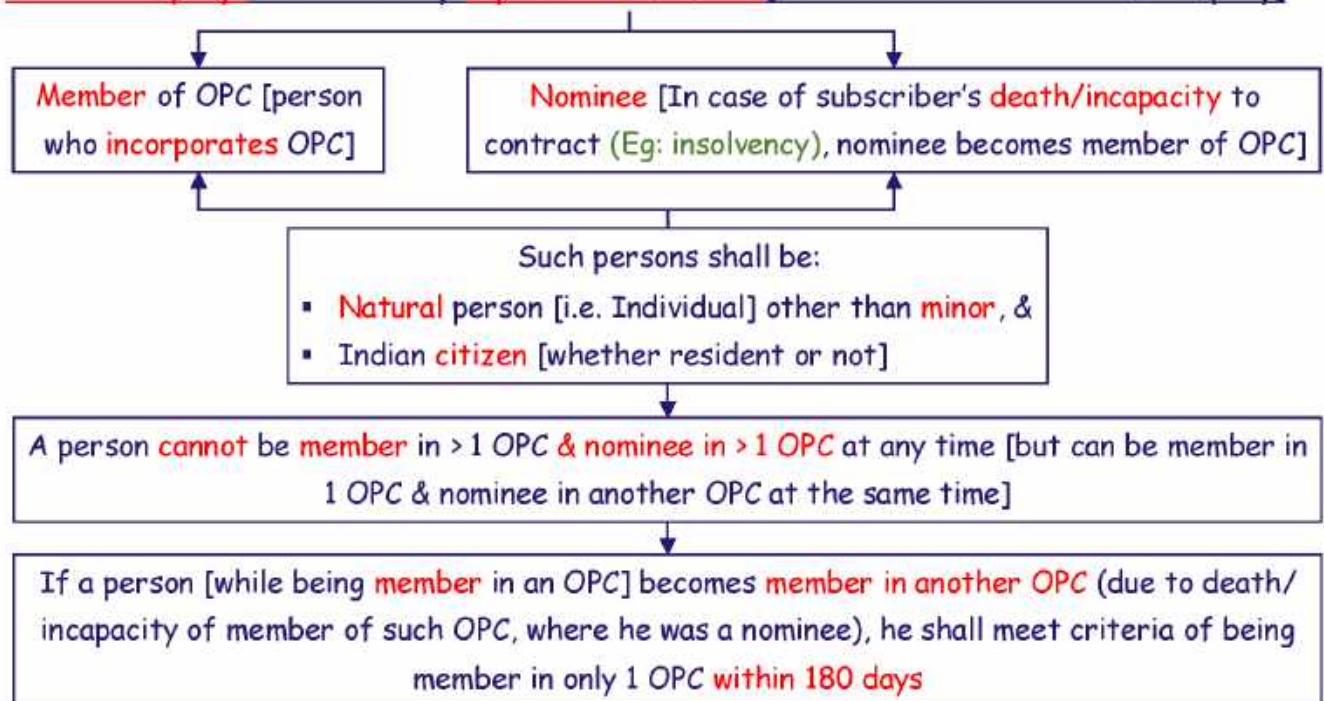 Member of OPC [person
who incorporates OPC]
Nominee [In case of subscriber's death/incapacity to
contract (Eg: insolvency), nominee becomes member of OPC]
Such persons shall be:
▪ Natural person [i.e. Individual] other than minor, &
▪ Indian citizen [whether resident or not]
A person cannot be member in > 1 OPC & nominee in > 1 OPC at any time [but can be member in
1 OPC & nominee in another OPC at the same time]
If a person [while being member in an OPC] becomes member in another OPC (due to death/
incapacity of member of such OPC, where he was a nominee), he shall meet criteria of being
member in only 1 OPC within 180 days